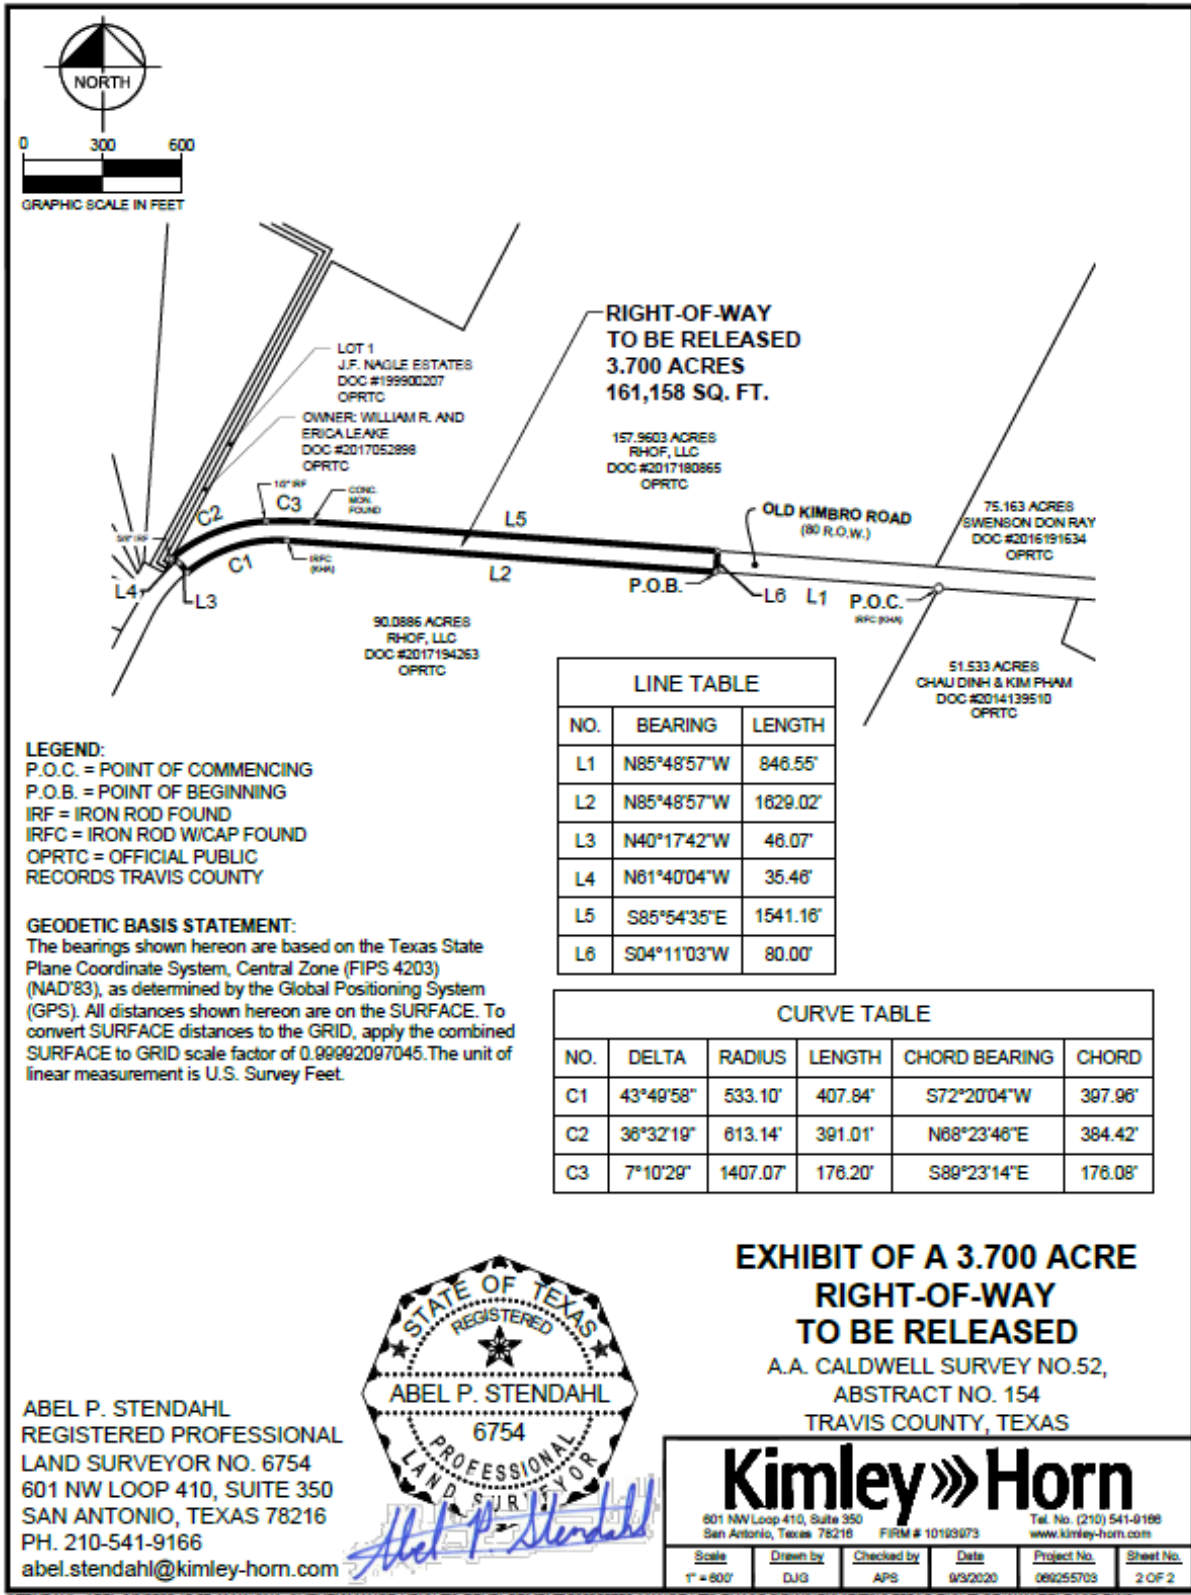 NORTH
0 300 600
GRAPHIC SCALE IN FEET
LOT 1
J.F. NAGLE ESTATES
DOC #199900207
OPRTC
OWNER: WILLIAM R. AND
ERICA LEAKE
DOC #2017052898
OPRTC
RIGHT-OF-WAY
TO BE RELEASED
3.700 ACRES
161,158 SQ. FT.
157.9603 ACRES
RHOF, LLC
DOC #2017180865
OPRTC
1/2" IRF
CONC.
MON.
FOUND
C2
C3
L5
OLD KIMBRO ROAD
(80 R.O.W.)
75.163 ACRES
SWENSON DON RAY
DOC #2016191634
OPRTC
5/8" IRF
C1
IRFC
(KHA)
L2
P.O.B.
L6
L1
P.O.C.
IRFC (KHA)
L4
L3
90.0886 ACRES
RHOF, LLC
DOC #2017194263
OPRTC
51.533 ACRES
CHAU DINH & KIM PHAM
DOC #2014139510
OPRTC
LINE TABLE
NO. BEARING LENGTH
L1 N85°48'57"W 846.55'
L2 N85°48'57"W 1629.02'
L3 N40°17'42"W 46.07'
L4 N61°40'04"W 35.46'
L5 S85°54'35"E 1541.16'
L6 S04°11'03"W 80.00'
LEGEND:
P.O.C. = POINT OF COMMENCING
P.O.B. = POINT OF BEGINNING
IRF = IRON ROD FOUND
IRFC = IRON ROD W/CAP FOUND
OPRTC = OFFICIAL PUBLIC
RECORDS TRAVIS COUNTY
GEODETIC BASIS STATEMENT:
The bearings shown hereon are based on the Texas State
Plane Coordinate System, Central Zone (FIPS 4203)
(NAD'83), as determined by the Global Positioning System
(GPS). All distances shown hereon are on the SURFACE. To
convert SURFACE distances to the GRID, apply the combined
SURFACE to GRID scale factor of 0.99992097045.The unit of
linear measurement is U.S. Survey Feet.
CURVE TABLE
NO. DELTA RADIUS LENGTH CHORD BEARING CHORD
C1 43°49'58" 533.10' 407.84' S72°20'04"W 397.96'
C2 36°32'19" 613.14' 391.01' N68°23'46"E 384.42'
C3 7°10'29" 1407.07' 176.20' S89°23'14"E 176.08'
EXHIBIT OF A 3.700 ACRE
RIGHT-OF-WAY
TO BE RELEASED
A.A. CALDWELL SURVEY NO.52,
ABSTRACT NO. 154
TRAVIS COUNTY, TEXAS
STATE OF TEXAS
REGISTERED
ABEL P. STENDAHL
6754
PROFESSIONAL
LAND SURVEYOR
Abel P. Stendahl
ABEL P. STENDAHL
REGISTERED PROFESSIONAL
LAND SURVEYOR NO. 6754
601 NW LOOP 410, SUITE 350
SAN ANTONIO, TEXAS 78216
PH. 210-541-9166
abel.stendahl@kimley-horn.com
Kimley»Horn
601 NW Loop 410, Suite 350 Tel. No. (210) 541-9166
San Antonio, Texas 78216 FIRM # 10193973 www.kimley-horn.com
Scale Drawn by Checked by Date Project No. Sheet No.
1" = 600' DJG APS 9/3/2020 069255703 2 OF 2